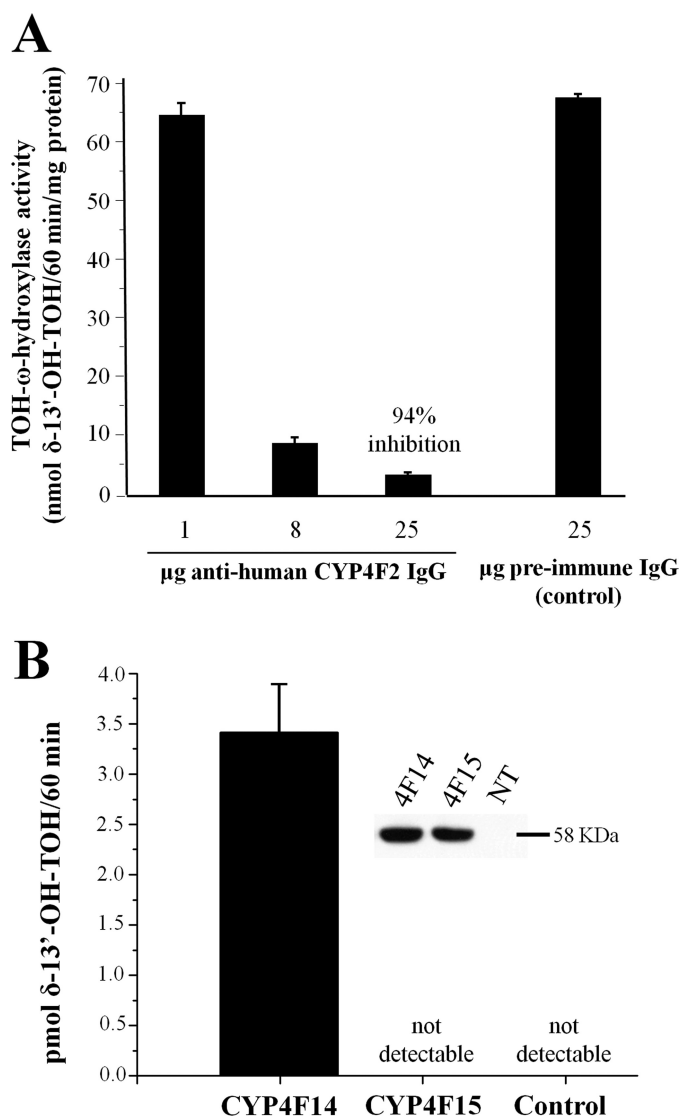 A
TOH-ω-hydroxylase activity
(nmol δ-13'-OH-TOH/60 min/mg protein)
70
60
50
40
30
20
10
0
94%
inhibition
1 8 25 25
µg anti-human CYP4F2 IgG
µg pre-immune IgG
(control)
B
pmol δ-13’-OH-TOH/60 min
4.0
3.5
3.0
2.5
2.0
1.5
1.0
0.5
0.0
4F14 4F15 NT
58 KDa
not
detectable
not
detectable
CYP4F14 CYP4F15 Control